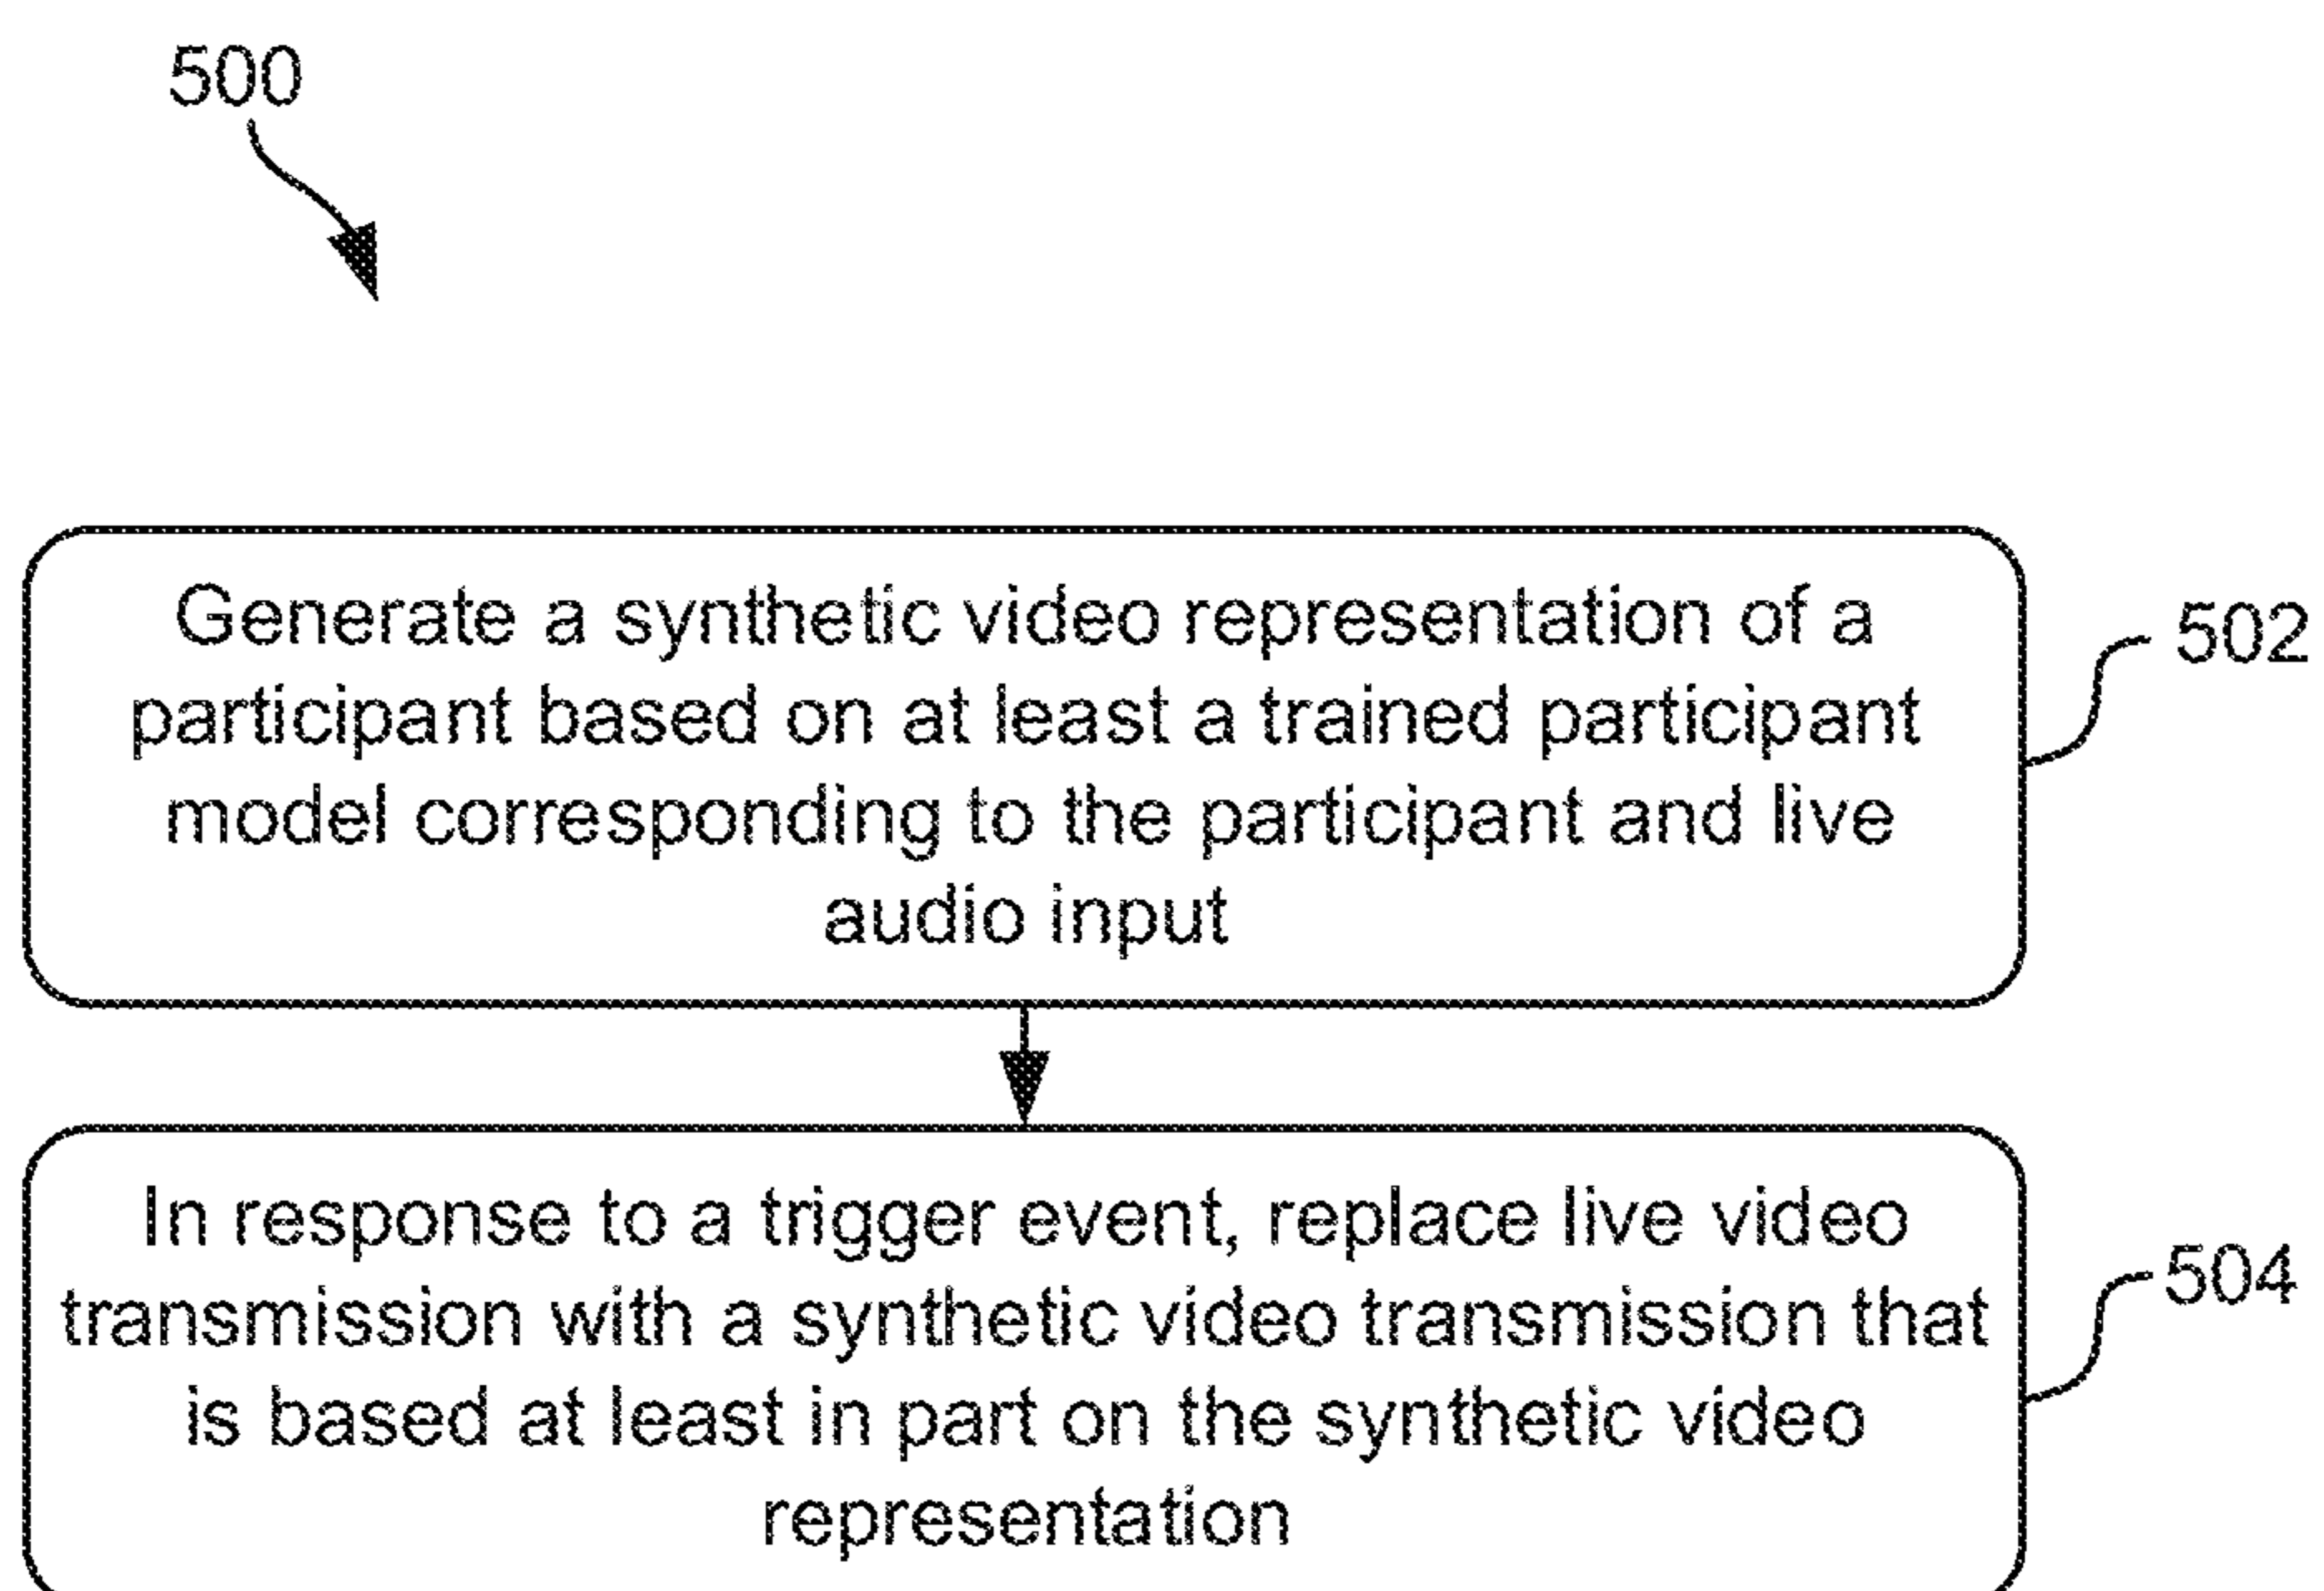 500
Generate a synthetic video representation of a
participant based on at least a trained participant
model corresponding to the participant and live
audio input
502
In response to a trigger event, replace live video
transmission with a synthetic video transmission that
is based at least in part on the synthetic video
representation
504